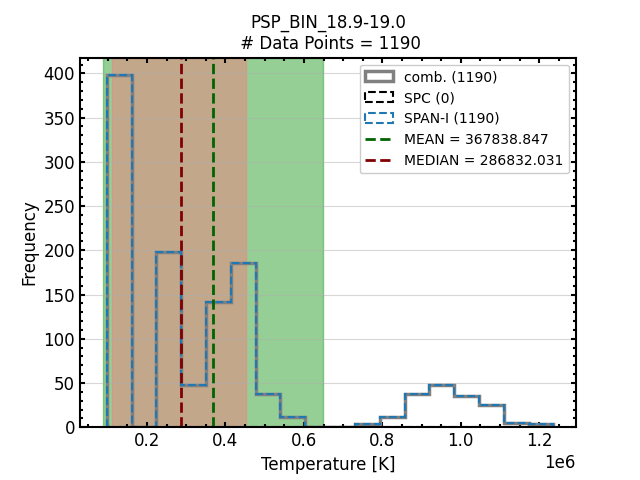 PSP_BIN_18.9-19.0
# Data Points = 1190
comb. (1190)
SPC (0)
SPAN-I (1190)
MEAN = 367838.847
MEDIAN = 286832.031
Frequency
400
350
300
250
200
150
100
50
0
0.2 0.4 0.6 0.8 1.0 1.2
1e6
Temperature [K]